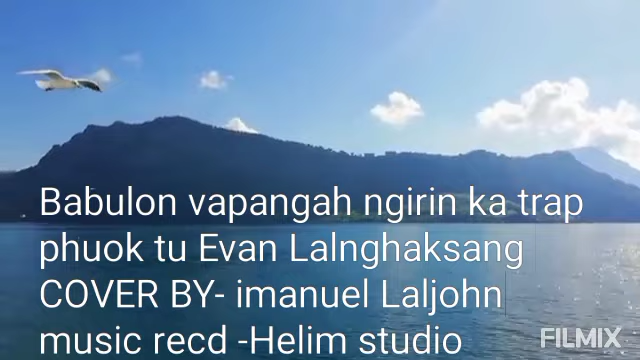 Babulon vapangah ngirin ka trap
phuok tu Evan Lalnghaksang
COVER BY- imanuel Laljohn
music recd -Helim studio
FILMIX